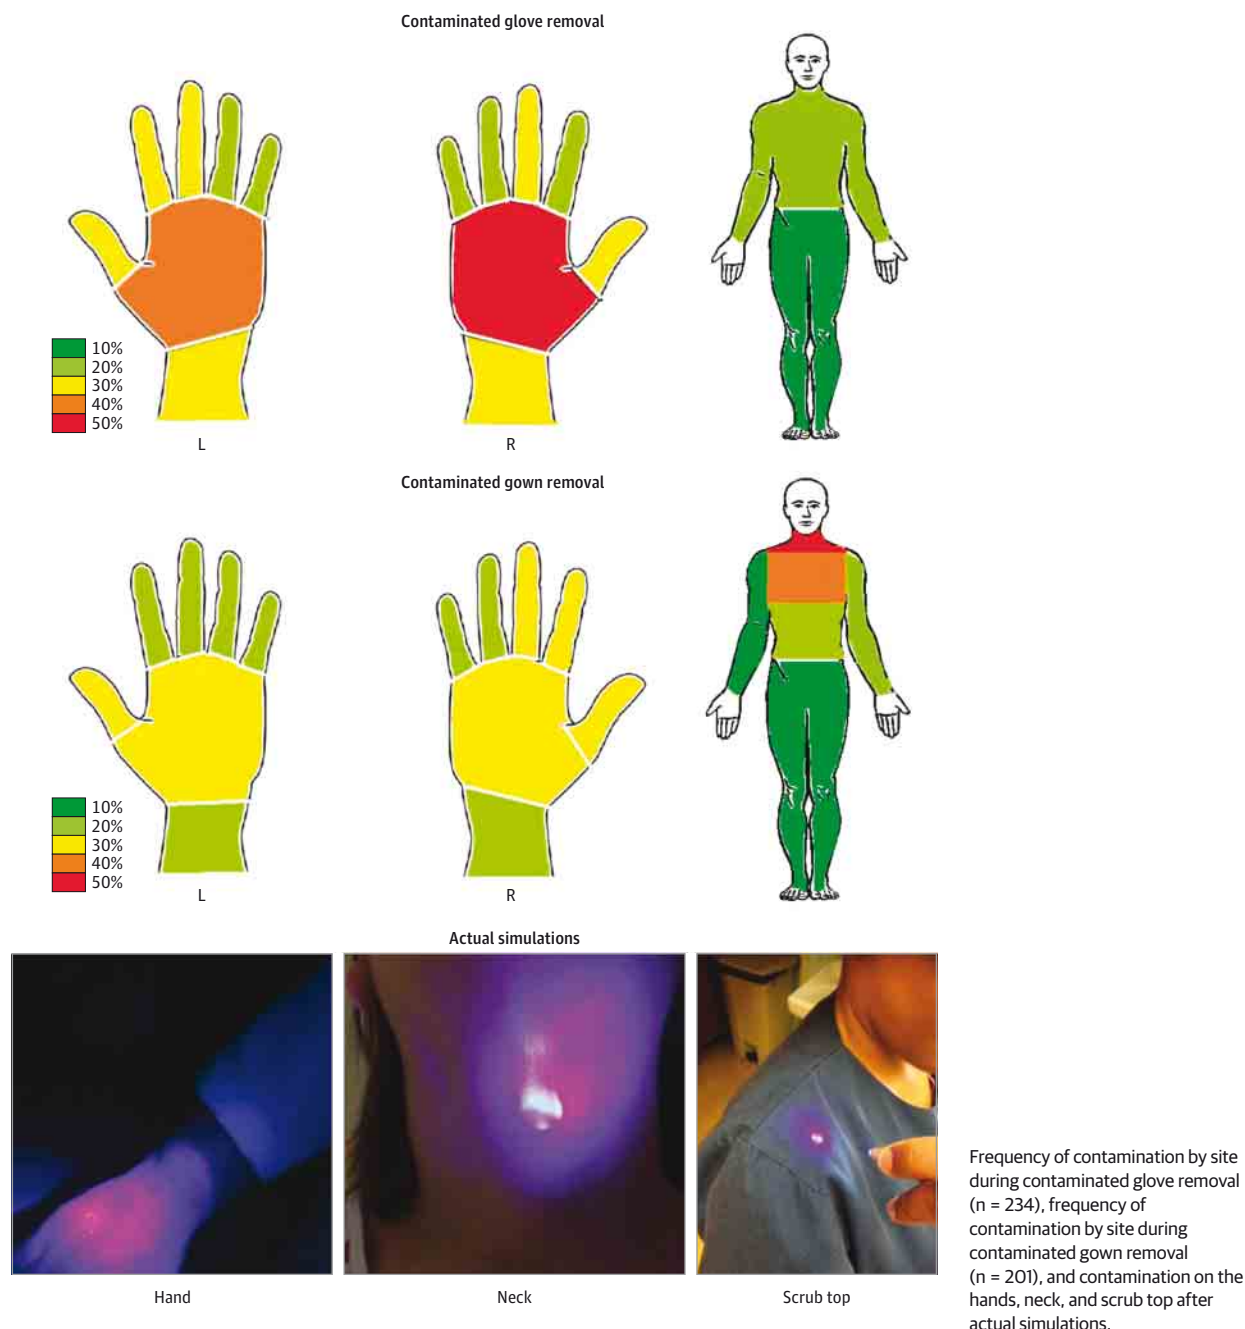 Contaminated glove removal
10%
20%
30%
40%
50%
L
R
Contaminated gown removal
10%
20%
30%
40%
50%
L
R
Actual simulations
Hand
Neck
Scrub top
Frequency of contamination by site
during contaminated glove removal
(n = 234), frequency of
contamination by site during
contaminated gown removal
(n = 201), and contamination on the
hands, neck, and scrub top after
actual simulations.